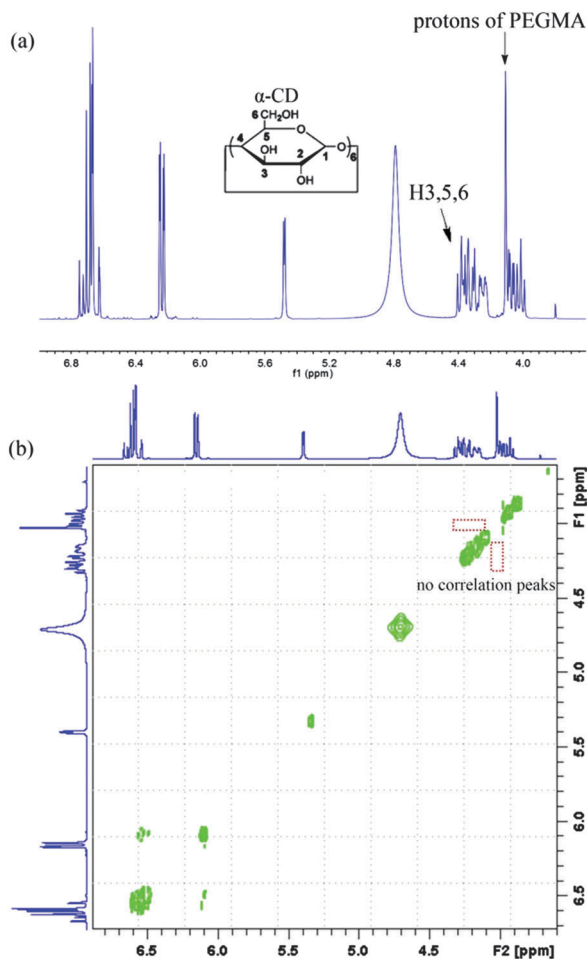 (a)
protons of PEGMA
α-CD
6 CH₂OH
5
O
4
OH
2
1
O
6
3
OH
H3,5,6
6.8 6.4 6.0 5.6 5.2 4.8 4.4 4.0
f1 (ppm)
(b)
F1 [ppm]
no correlation peaks
4.5
5.0
5.5
6.0
6.5
6.5 6.0 5.5 5.0 4.5 F2 [ppm]